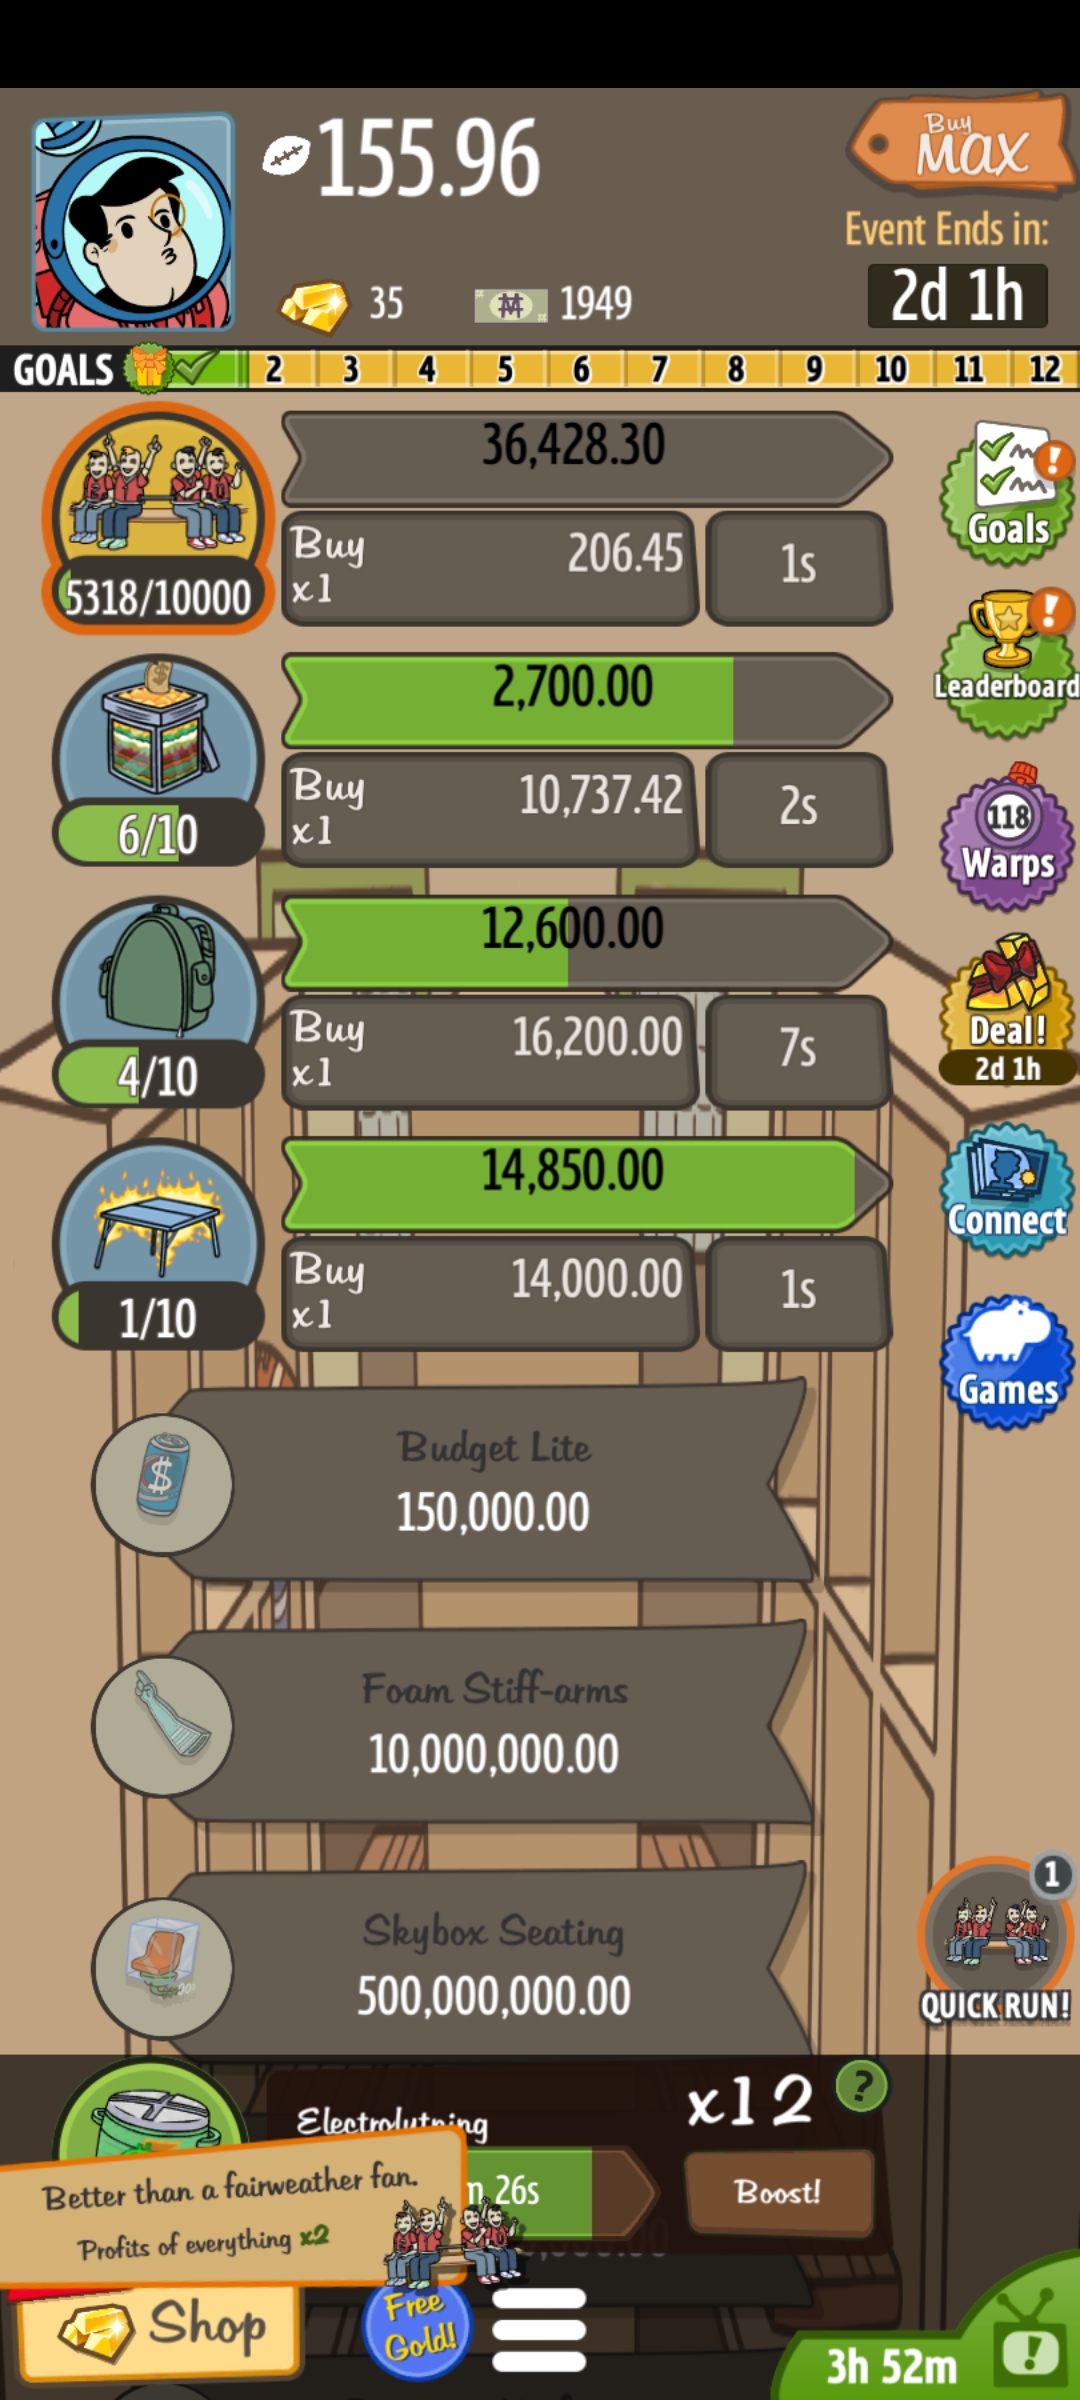 155.96
Buy
MAX
Event Ends in:
2d 1h
35
1949
GOALS 2 3 4 5 6 7 8 9 10 11 12
36,428.30
Buy
x1
206.45
1s
5318/10000
Goals
2,700.00
Buy
x1
10,737.42
2s
6/10
Leaderboard
118
Warps
12,600.00
Buy
x1
16,200.00
7s
4/10
Deal!
2d 1h
14,850.00
Buy
x1
14,000.00
1s
1/10
Connect
Games
Budget Lite
150,000.00
Foam Stiff-arms
10,000,000.00
Skybox Seating
500,000,000.00
1
QUICK RUN!
x12
?
26s
Boost!
Better than a fairweather fan.
Profits of everything x2
Shop
Free
Gold!
3h 52m